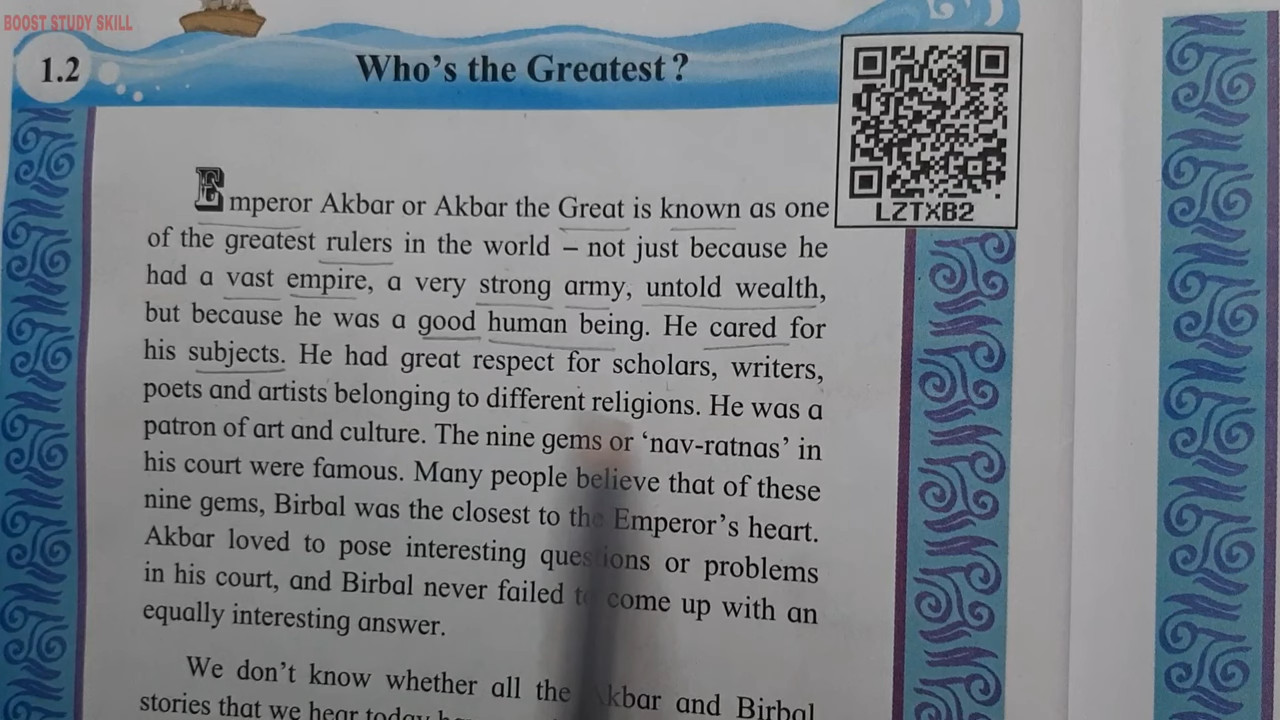 BOOST STUDY SKILL
1.2
Who's the Greatest ?
LZTXB2
Emperor Akbar or Akbar the Great is known as one
of the greatest rulers in the world – not just because he
had a vast empire, a very strong army, untold wealth,
but because he was a good human being. He cared for
his subjects. He had great respect for scholars, writers,
poets and artists belonging to different religions. He was a
patron of art and culture. The nine gems or ‘nav-ratnas’ in
his court were famous. Many people believe that of these
nine gems, Birbal was the closest to the Emperor’s heart.
Akbar loved to pose interesting questions or problems
in his court, and Birbal never failed to come up with an
equally interesting answer.
We don’t know whether all the Akbar and Birbal
stories that we hear today